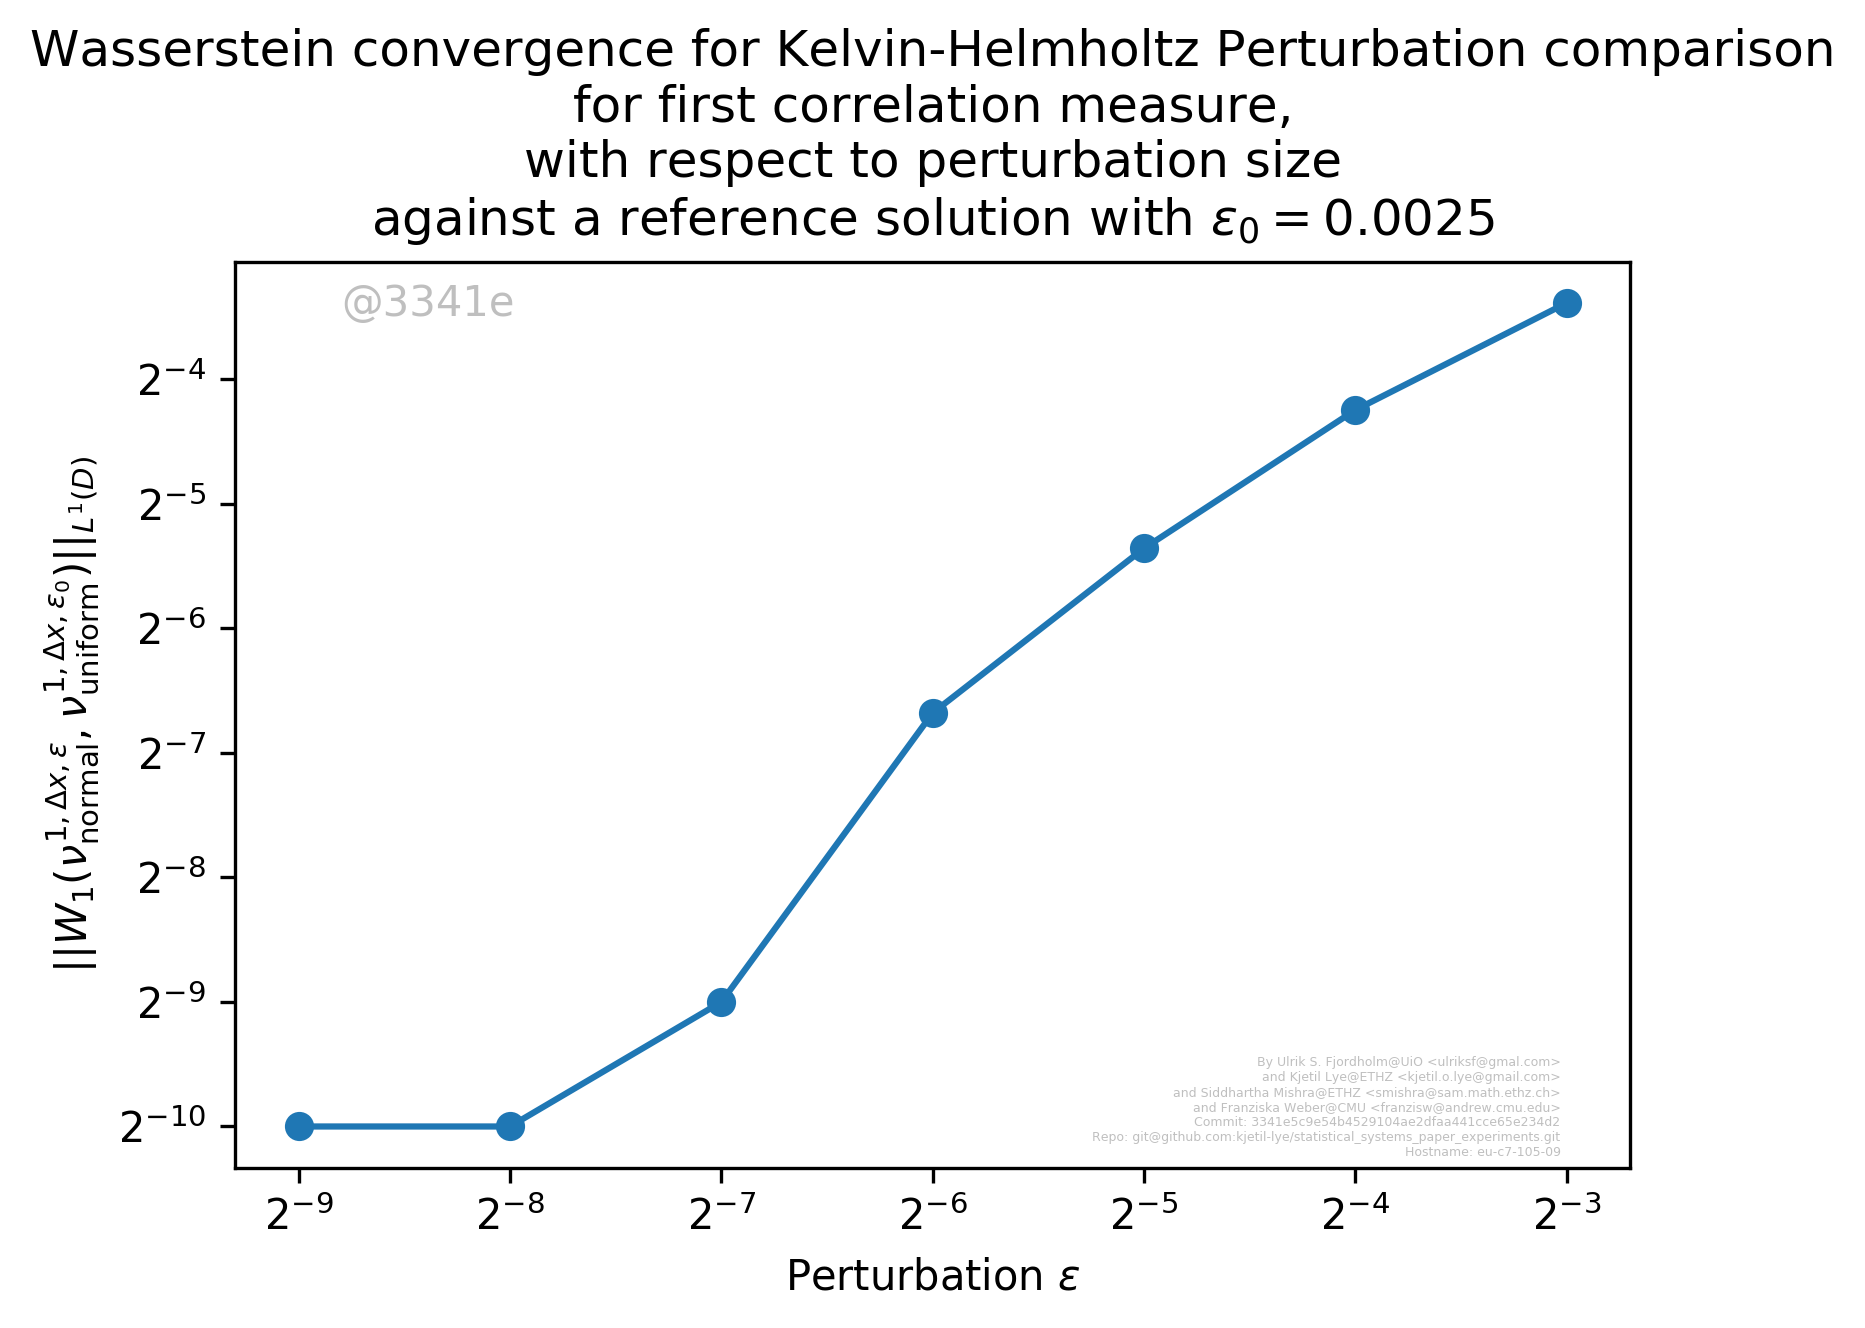 Wasserstein convergence for Kelvin-Helmholtz Perturbation comparison
for first correlation measure,
with respect to perturbation size
against a reference solution with ε₀ = 0.0025
@3341e
2⁻⁴
2⁻⁵
2⁻⁶
2⁻⁷
2⁻⁸
2⁻⁹
2⁻¹⁰
||W₁(ν^{1,Δx,ε}_{normal}, ν^{1,Δx,ε₀}_{uniform})||_{L¹(D)}
By Ulrik S. Fjordholm@UiO <ulriksf@gmal.com>
and Kjetil Lye@ETHZ <kjetil.o.lye@gmail.com>
and Siddhartha Mishra@ETHZ <smishra@sam.math.ethz.ch>
and Franziska Weber@CMU <franzisw@andrew.cmu.edu>
Commit: 3341e5c9e54b4529104ae2dfaa441cce65e234d2
Repo: git@github.com:kjetil-lye/statistical_systems_paper_experiments.git
Hostname: eu-c7-105-09
2⁻⁹ 2⁻⁸ 2⁻⁷ 2⁻⁶ 2⁻�5 2⁻⁴ 2⁻³
Perturbation ε